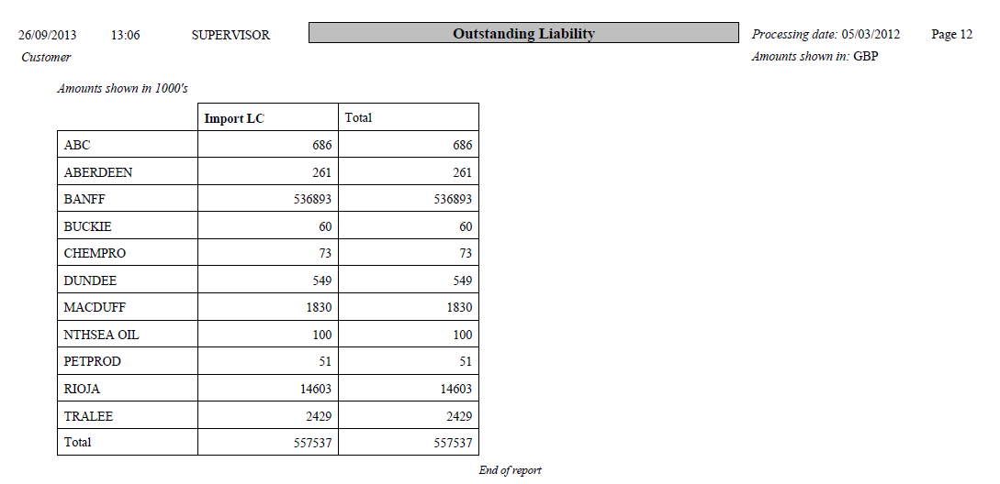 26/09/2013 13:06 SUPERVISOR Outstanding Liability Processing date: 05/03/2012 Page 12
Customer Amounts shown in: GBP
Amounts shown in 1000's
Import LC Total
ABC 686 686
ABERDEEN 261 261
BANFF 536893 536893
BUCKIE 60 60
CHEMPRO 73 73
DUNDEE 549 549
MACDUFF 1830 1830
NTHSEA OIL 100 100
PETPROD 51 51
RIOJA 14603 14603
TRALEE 2429 2429
Total 557537 557537
End of report